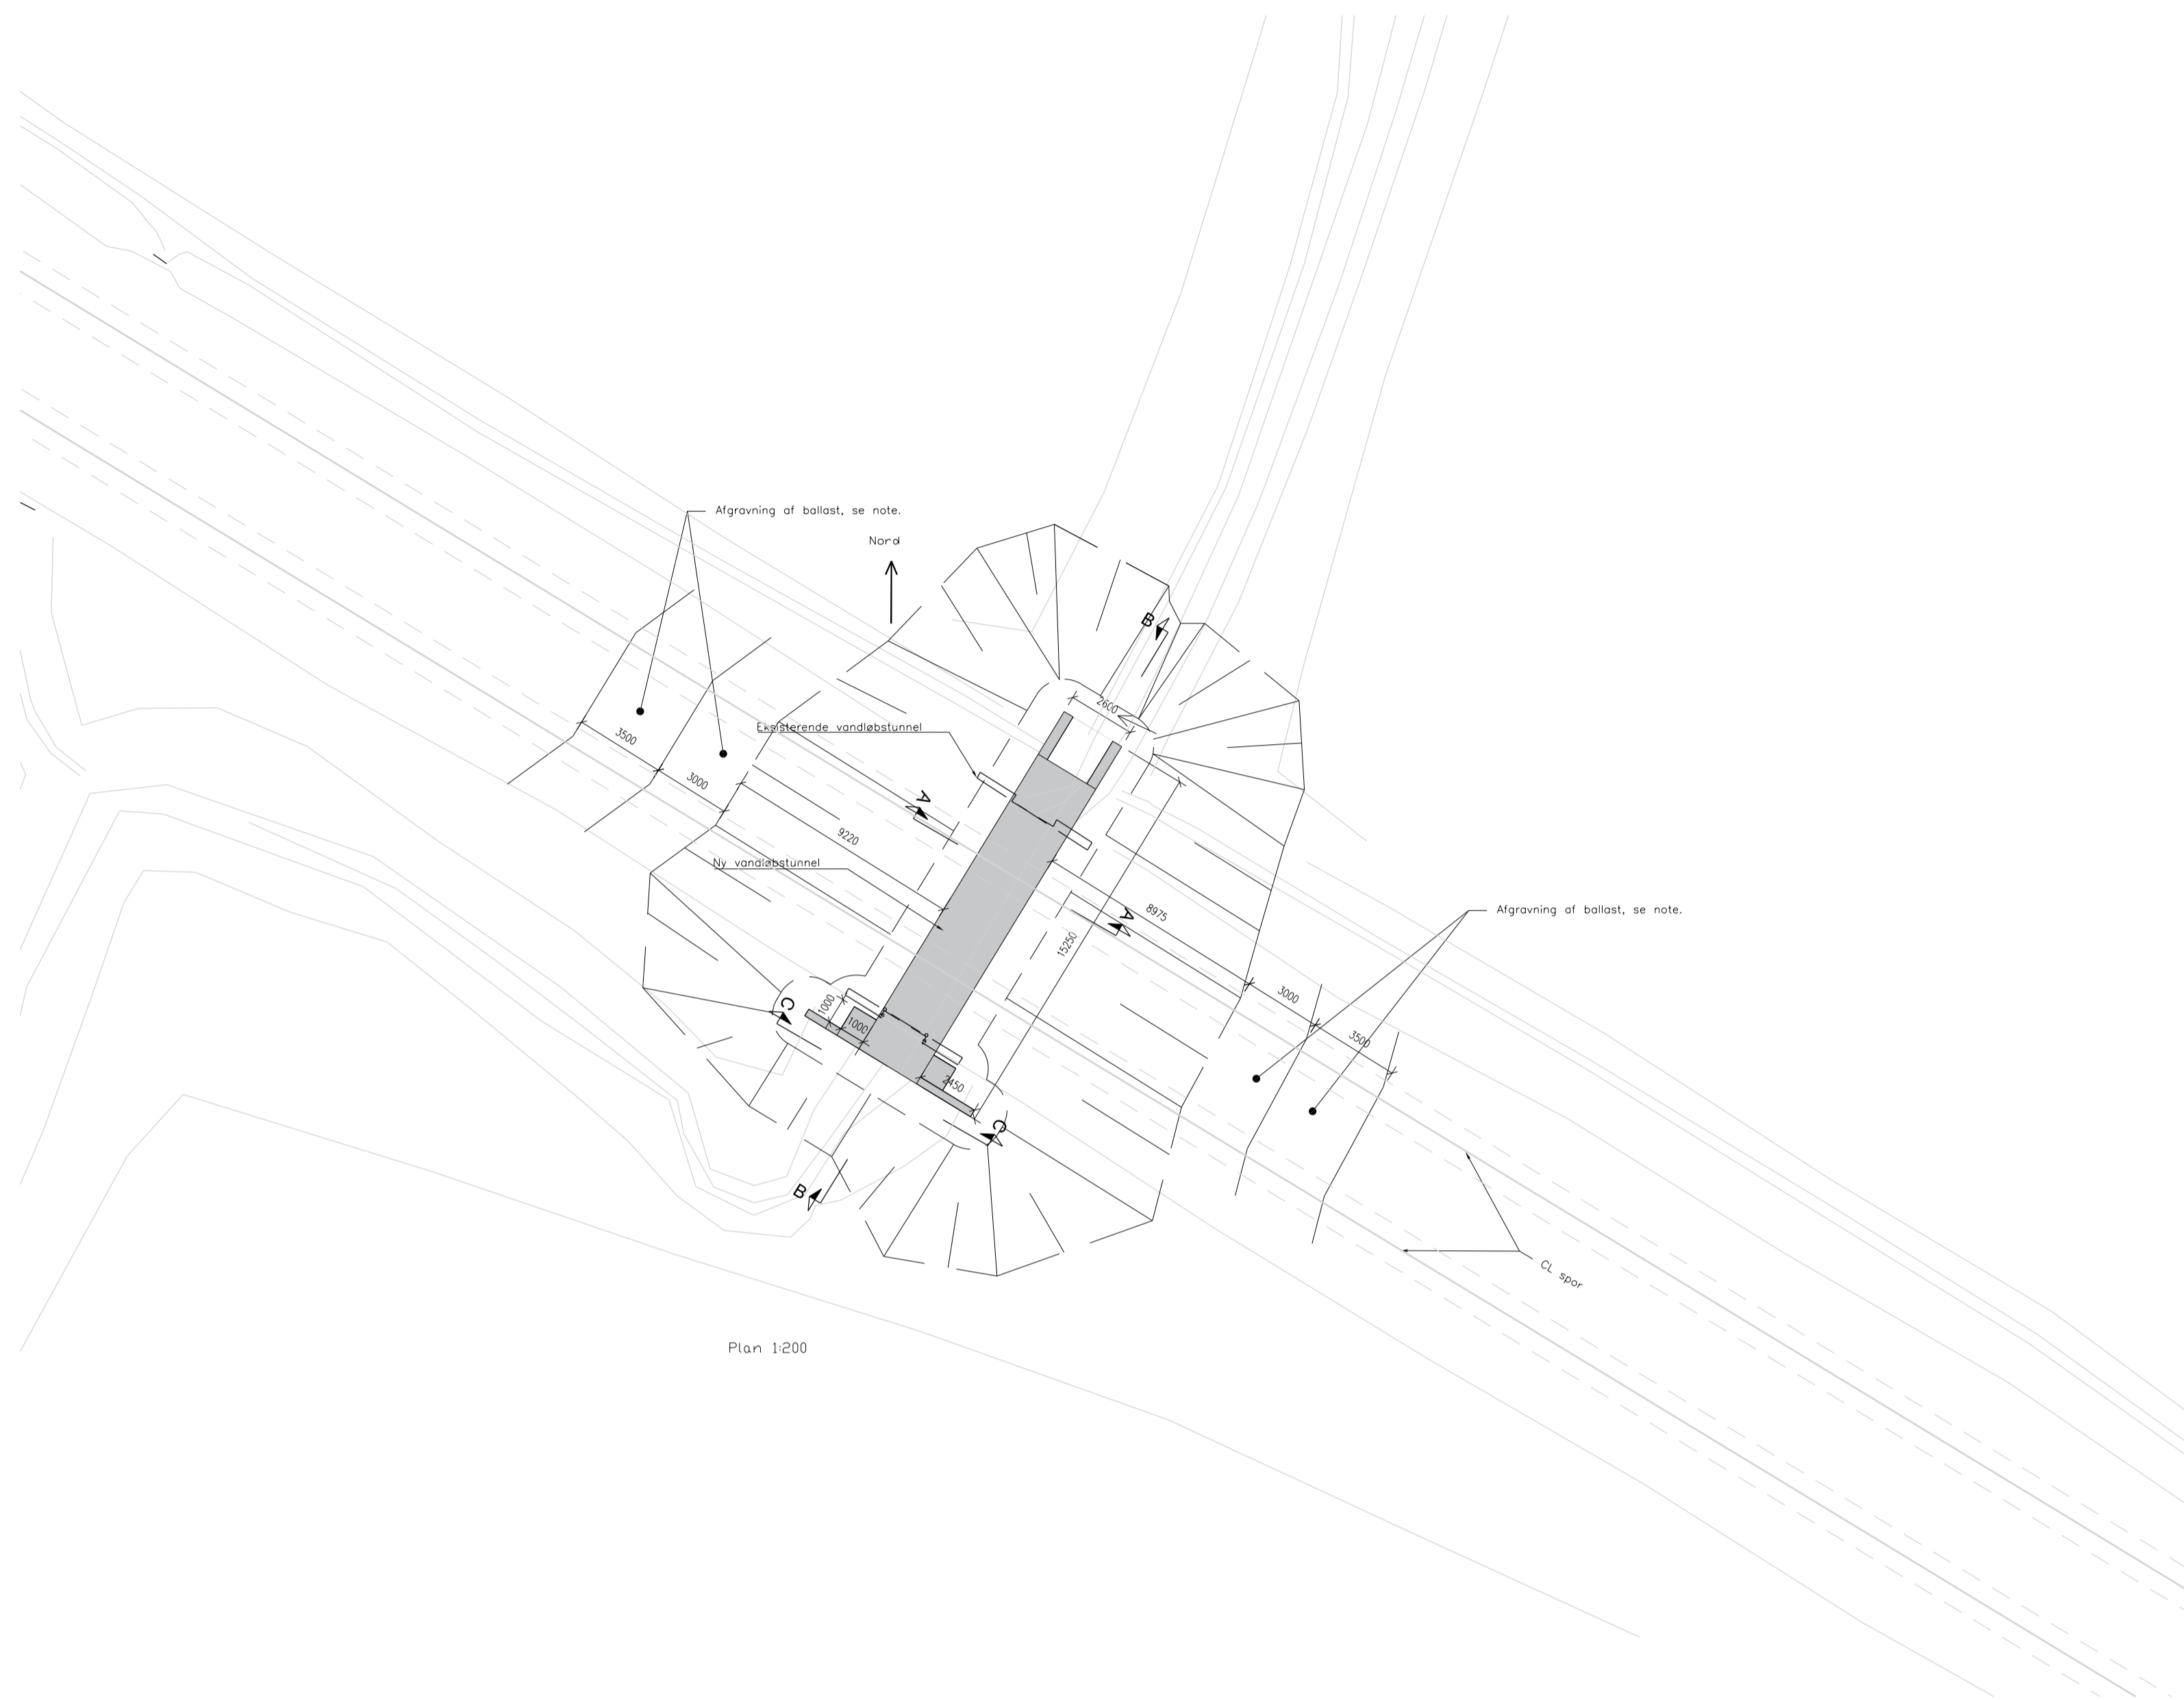 Afgravning af ballast, se note.
Nord
B
2600
Eksisterende vandløbstunnel
3500
3000
A
9220
Ny vandløbstunnel
8975
A
15250
Afgravning af ballast, se note.
3000
3500
C
1000
1000
2450
C
B
CL spor
Plan 1:200